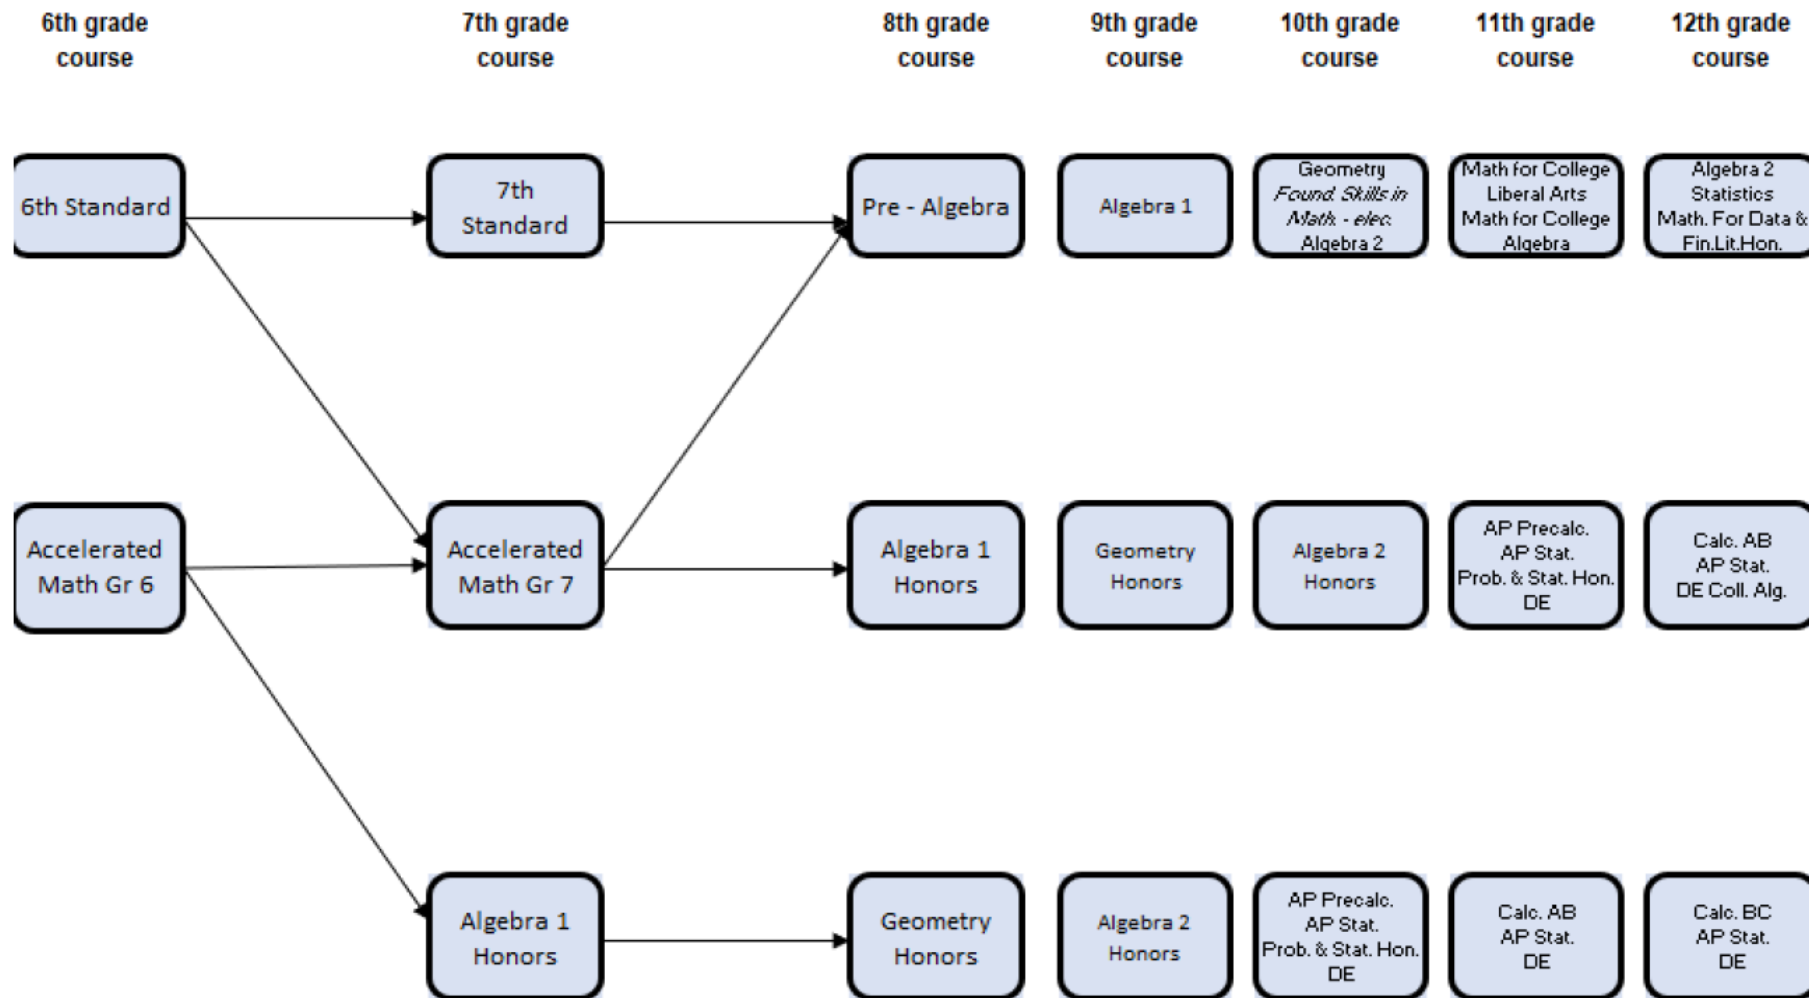 6th grade
course
7th grade
course
8th grade
course
9th grade
course
10th grade
course
11th grade
course
12th grade
course
6th Standard
7th
Standard
Pre - Algebra
Algebra 1
Geometry
Found. Skills in
Math. - elec.
Algebra 2
Math for College
Liberal Arts
Math for College
Algebra
Algebra 2
Statistics
Math. For Data &
Fin.Lit.Hon.
Accelerated
Math Gr 6
Accelerated
Math Gr 7
Algebra 1
Honors
Geometry
Honors
Algebra 2
Honors
AP Precalc.
AP Stat.
Prob. & Stat. Hon.
DE
Calc. AB
AP Stat.
DE Coll. Alg.
Algebra 1
Honors
Geometry
Honors
Algebra 2
Honors
AP Precalc.
AP Stat.
Prob. & Stat. Hon.
DE
Calc. AB
AP Stat.
DE
Calc. BC
AP Stat.
DE